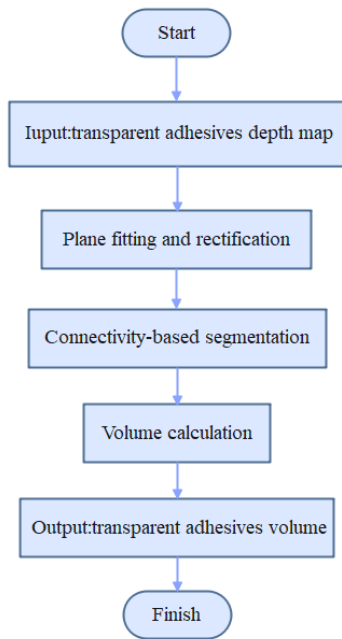 Start
Iuput:transparent adhesives depth map
Plane fitting and rectification
Connectivity-based segmentation
Volume calculation
Output:transparent adhesives volume
Finish